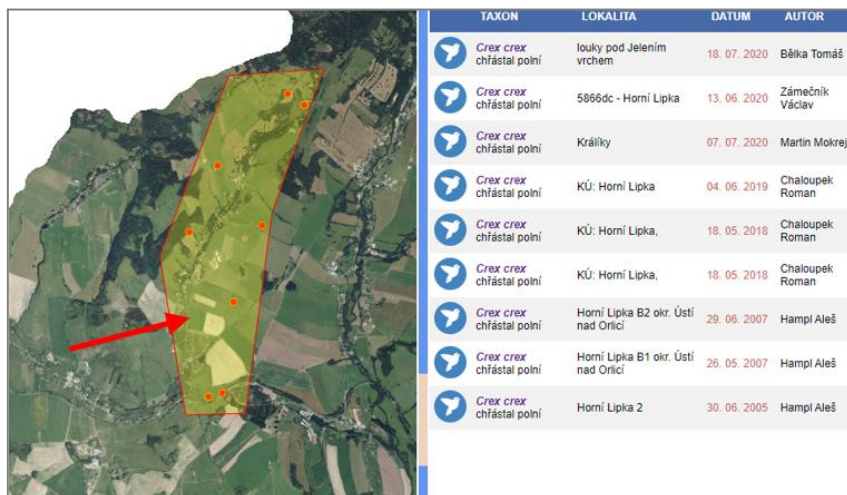 TAXON LOKALITA DATUM AUTOR
Crex crex
chřástal polní
louky pod Jelením
vrchem
18. 07. 2020
Bělka Tomáš
Crex crex
chřástal polní
5866dc - Horní Lipka
13. 06. 2020
Zámečník
Václav
Crex crex
chřástal polní
Králíky
07. 07. 2020
Martin Mokrej
Crex crex
chřástal polní
KÚ: Horní Lipka
04. 06. 2019
Chaloupek
Roman
Crex crex
chřástal polní
KÚ: Horní Lipka,
18. 05. 2018
Chaloupek
Roman
Crex crex
chřástal polní
KÚ: Horní Lipka,
18. 05. 2018
Chaloupek
Roman
Crex crex
chřástal polní
Horní Lipka B2 okr. Ústí
nad Orlicí
29. 06. 2007
Hampl Aleš
Crex crex
chřástal polní
Horní Lipka B1 okr. Ústí
nad Orlicí
26. 05. 2007
Hampl Aleš
Crex crex
chřástal polní
Horní Lipka 2
30. 06. 2005
Hampl Aleš